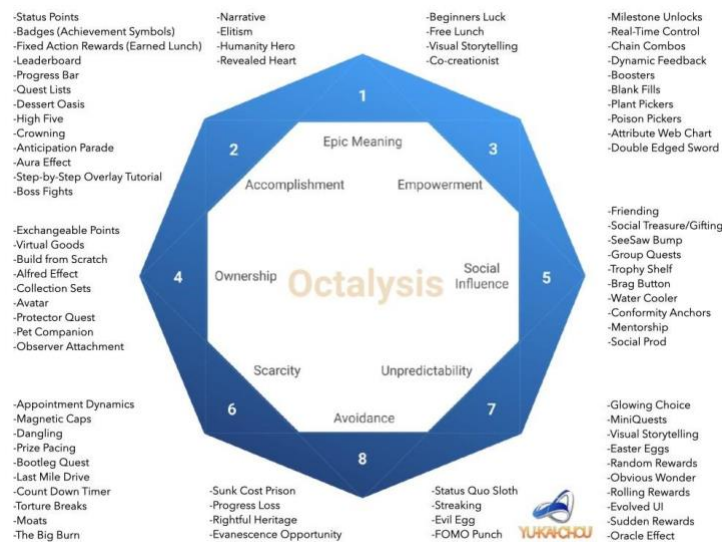 -Status Points
-Badges (Achievement Symbols)
-Fixed Action Rewards (Earned Lunch)
-Leaderboard
-Progress Bar
-Quest Lists
-Dessert Oasis
-High Five
-Crowning
-Anticipation Parade
-Aura Effect
-Step-by-Step Overlay Tutorial
-Boss Fights
-Narrative
-Elitism
-Humanity Hero
-Revealed Heart
-Beginners Luck
-Free Lunch
-Visual Storytelling
-Co-creationist
-Milestone Unlocks
-Real-Time Control
-Chain Combos
-Dynamic Feedback
-Boosters
-Blank Fills
-Plant Pickers
-Poison Pickers
-Attribute Web Chart
-Double Edged Sword
1
Epic Meaning
2
Accomplishment
3
Empowerment
-Exchangeable Points
-Virtual Goods
-Build from Scratch
-Alfred Effect
-Collection Sets
-Avatar
-Protector Quest
-Pet Companion
-Observer Attachment
4
Ownership
Octalysis
Social
Influence
5
-Friending
-Social Treasure/Gifting
-SeeSaw Bump
-Group Quests
-Trophy Shelf
-Brag Button
-Water Cooler
-Conformity Anchors
-Mentorship
-Social Prod
Scarcity
6
Unpredictability
7
Avoidance
8
-Appointment Dynamics
-Magnetic Caps
-Dangling
-Prize Pacing
-Bootleg Quest
-Last Mile Drive
-Count Down Timer
-Torture Breaks
-Moats
-The Big Burn
-Sunk Cost Prison
-Progress Loss
-Rightful Heritage
-Evanescence Opportunity
-Status Quo Sloth
-Streaking
-Evil Egg
-FOMO Punch
YUKAICHOU
-Glowing Choice
-MiniQuests
-Visual Storytelling
-Easter Eggs
-Random Rewards
-Obvious Wonder
-Rolling Rewards
-Evolved UI
-Sudden Rewards
-Oracle Effect